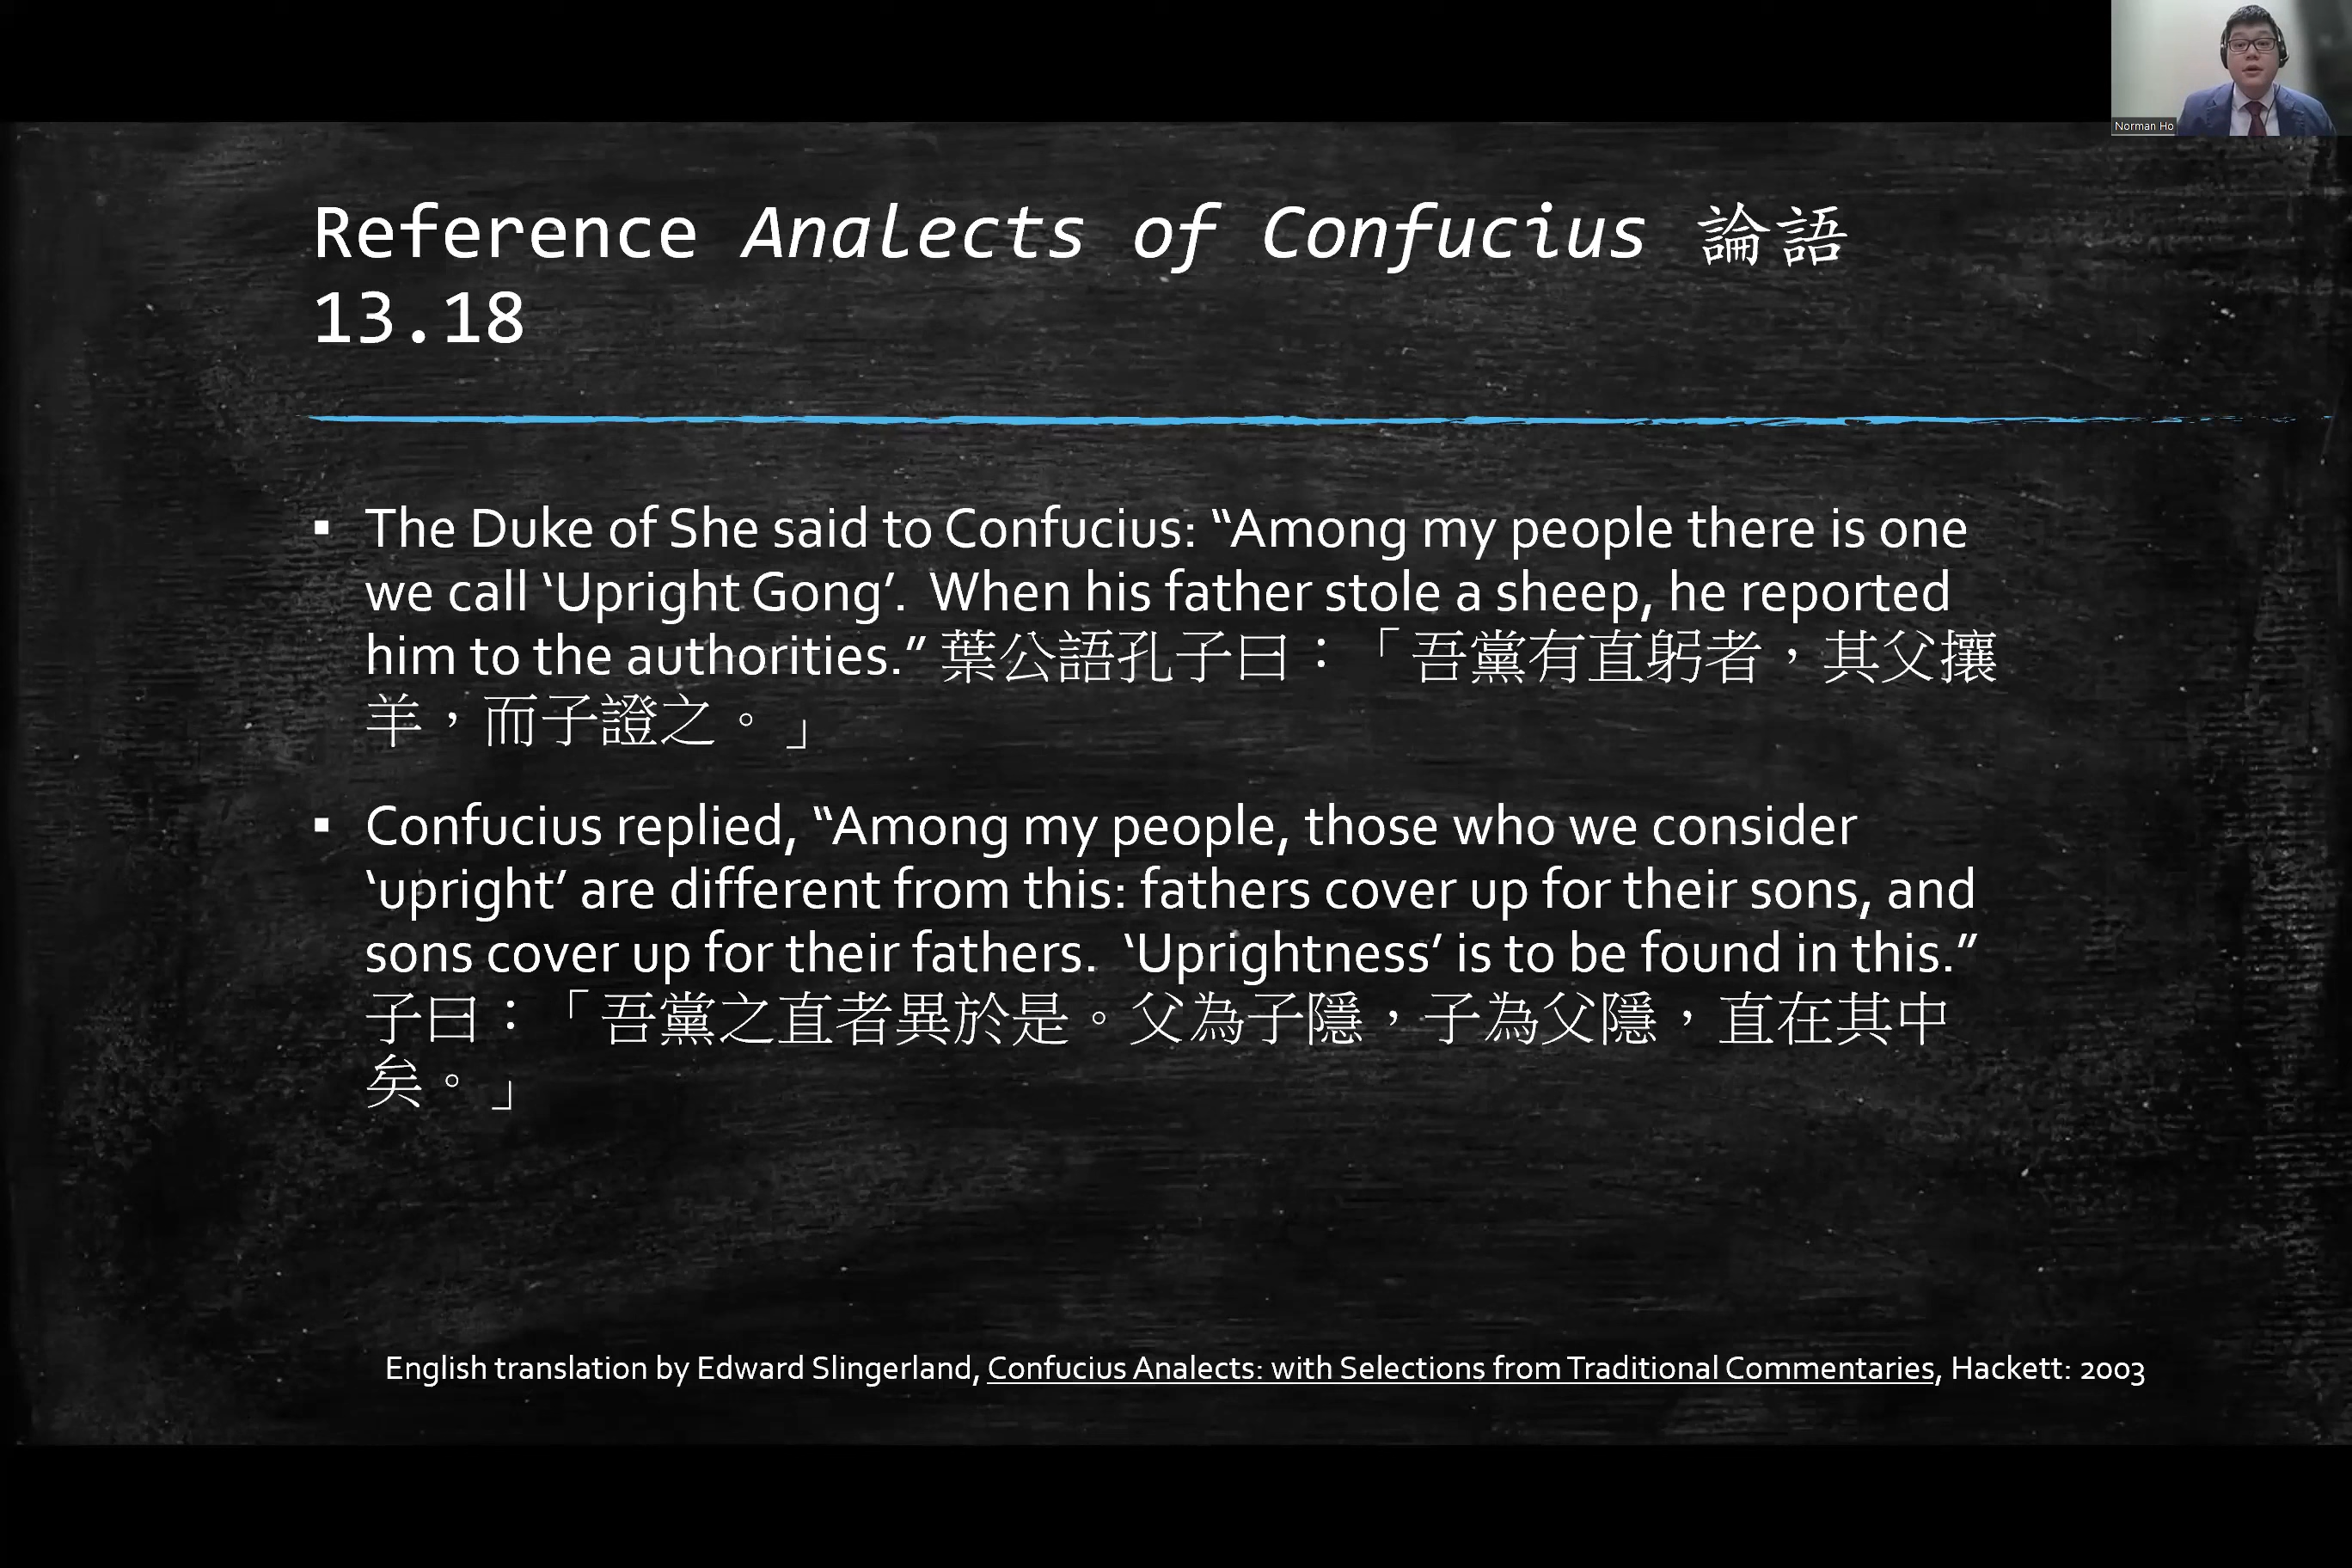 Norman Ho
Reference Analects of Confucius 論語
13.18
▪ The Duke of She said to Confucius: “Among my people there is one
we call ‘Upright Gong’. When his father stole a sheep, he reported
him to the authorities.” 葉公語孔子曰：「吾黨有直躬者，其父攘
羊，而子證之。」
▪ Confucius replied, “Among my people, those who we consider
‘upright’ are different from this: fathers cover up for their sons, and
sons cover up for their fathers. ‘Uprightness’ is to be found in this.”
子曰：「吾黨之直者異於是。父為子隱，子為父隱，直在其中
矣。」
English translation by Edward Slingerland, Confucius Analects: with Selections from Traditional Commentaries, Hackett: 2003